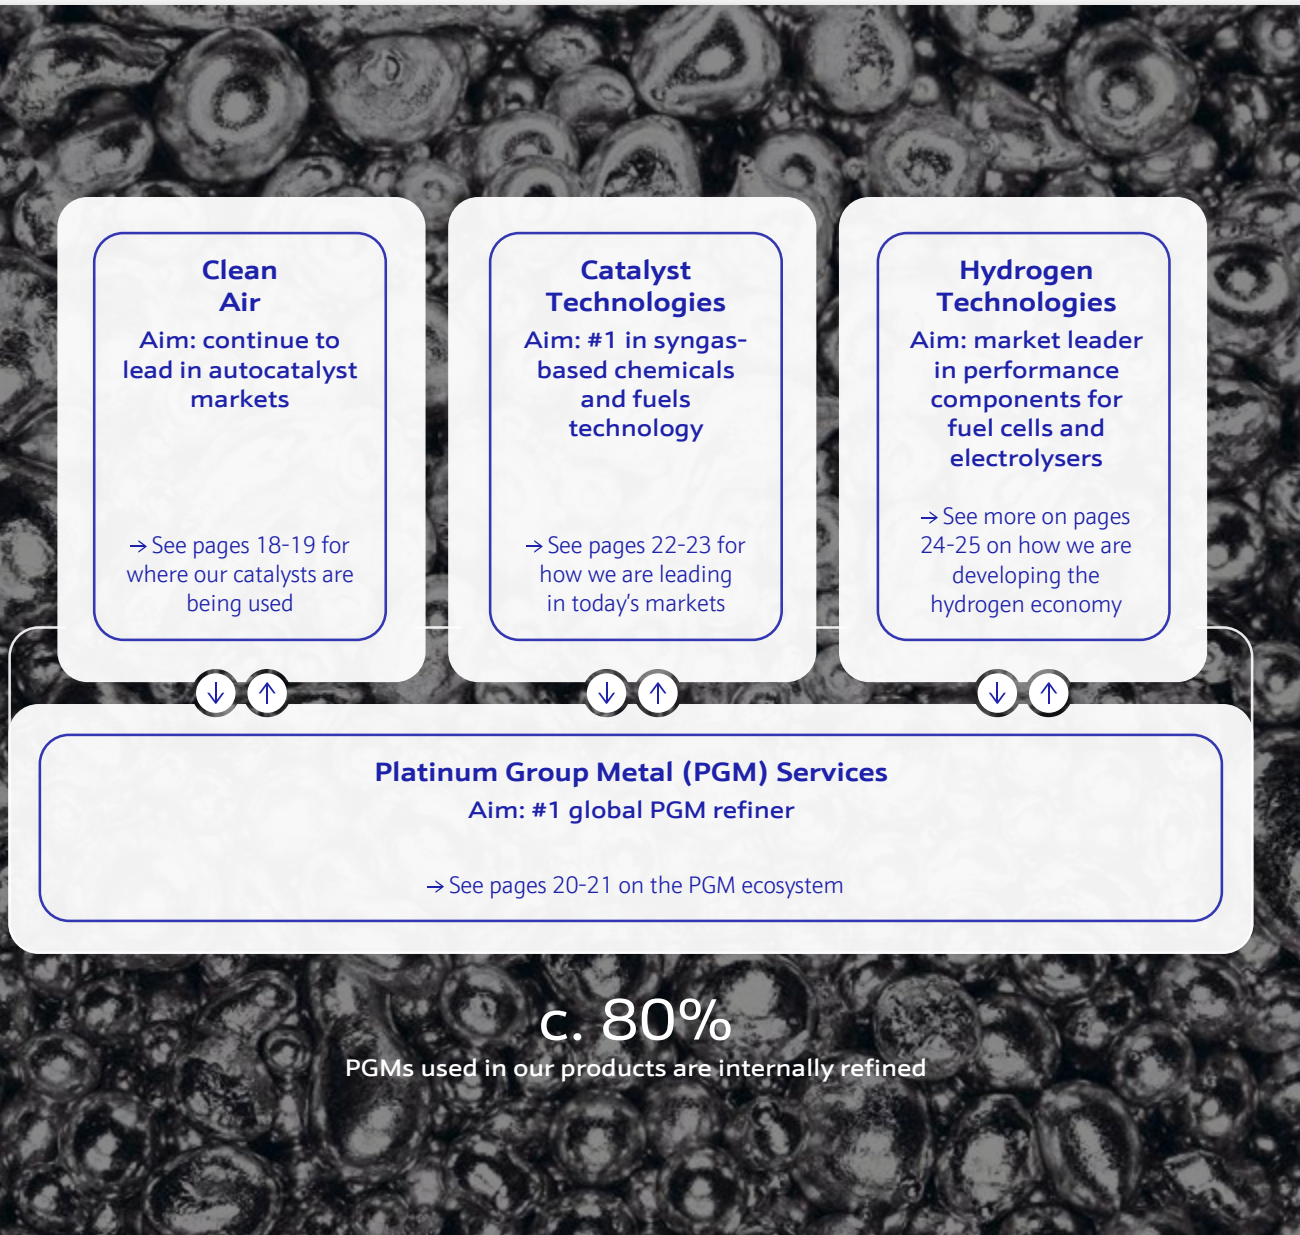 Clean
Air
Aim: continue to
lead in autocatalyst
markets
→ See pages 18-19 for
where our catalysts are
being used
Catalyst
Technologies
Aim: #1 in syngas-
based chemicals
and fuels
technology
→ See pages 22-23 for
how we are leading
in today's markets
Hydrogen
Technologies
Aim: market leader
in performance
components for
fuel cells and
electrolysers
→ See more on pages
24-25 on how we are
developing the
hydrogen economy
Platinum Group Metal (PGM) Services
Aim: #1 global PGM refiner
→ See pages 20-21 on the PGM ecosystem
c. 80%
PGMs used in our products are internally refined